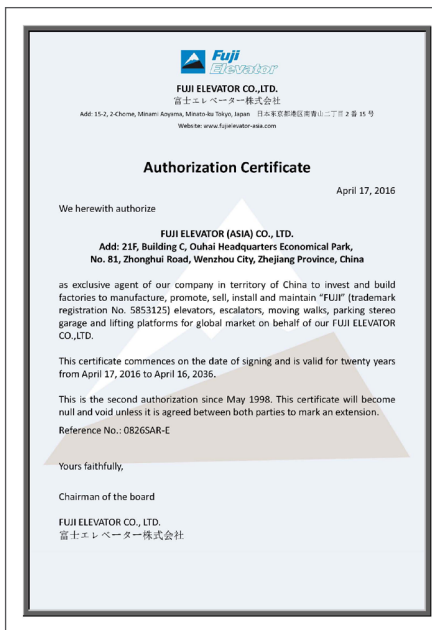 Fuji
Elevator
FUJI ELEVATOR CO.,LTD.
富士エレベーター株式会社
Add: 15-2, 2-Chome, Minami Aoyama, Minato-ku Tokyo, Japan 日本東京都港区南青山二丁目 2 番 15 号
Website: www.fujielevator-asia.com
Authorization Certificate
April 17, 2016
We herewith authorize
FUJI ELEVATOR (ASIA) CO., LTD.
Add: 21F, Building C, Ouhai Headquarters Economical Park,
No. 81, Zhonghui Road, Wenzhou City, Zhejiang Province, China
as exclusive agent of our company in territory of China to invest and build
factories to manufacture, promote, sell, install and maintain “FUJI” (trademark
registration No. 5853125) elevators, escalators, moving walks, parking stereo
garage and lifting platforms for global market on behalf of our FUJI ELEVATOR
CO.,LTD.
This certificate commences on the date of signing and is valid for twenty years
from April 17, 2016 to April 16, 2036.
This is the second authorization since May 1998. This certificate will become
null and void unless it is agreed between both parties to mark an extension.
Reference No.: 0826SAR-E
Yours faithfully,
Chairman of the board
FUJI ELEVATOR CO., LTD.
富士エレベーター株式会社